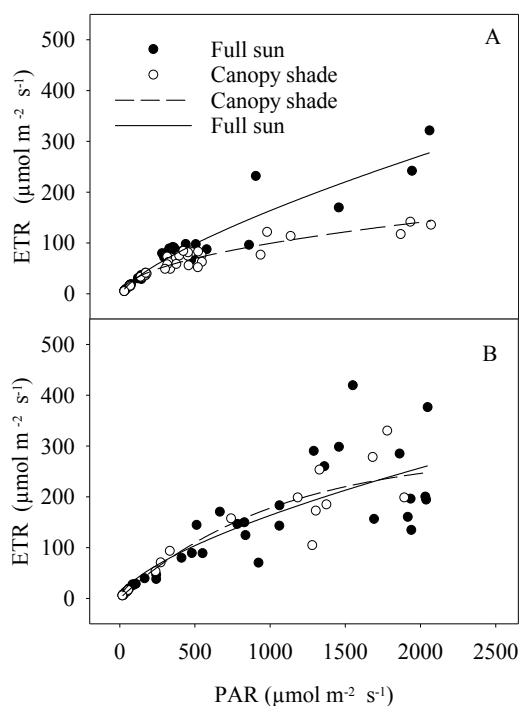 A
Full sun
Canopy shade
Canopy shade
Full sun
500
400
300
200
100
0
ETR (µmol m⁻² s⁻¹)
B
500
400
300
200
100
0
ETR (µmol m⁻² s⁻¹)
0 500 1000 1500 2000 2500
PAR (µmol m⁻² s⁻¹)